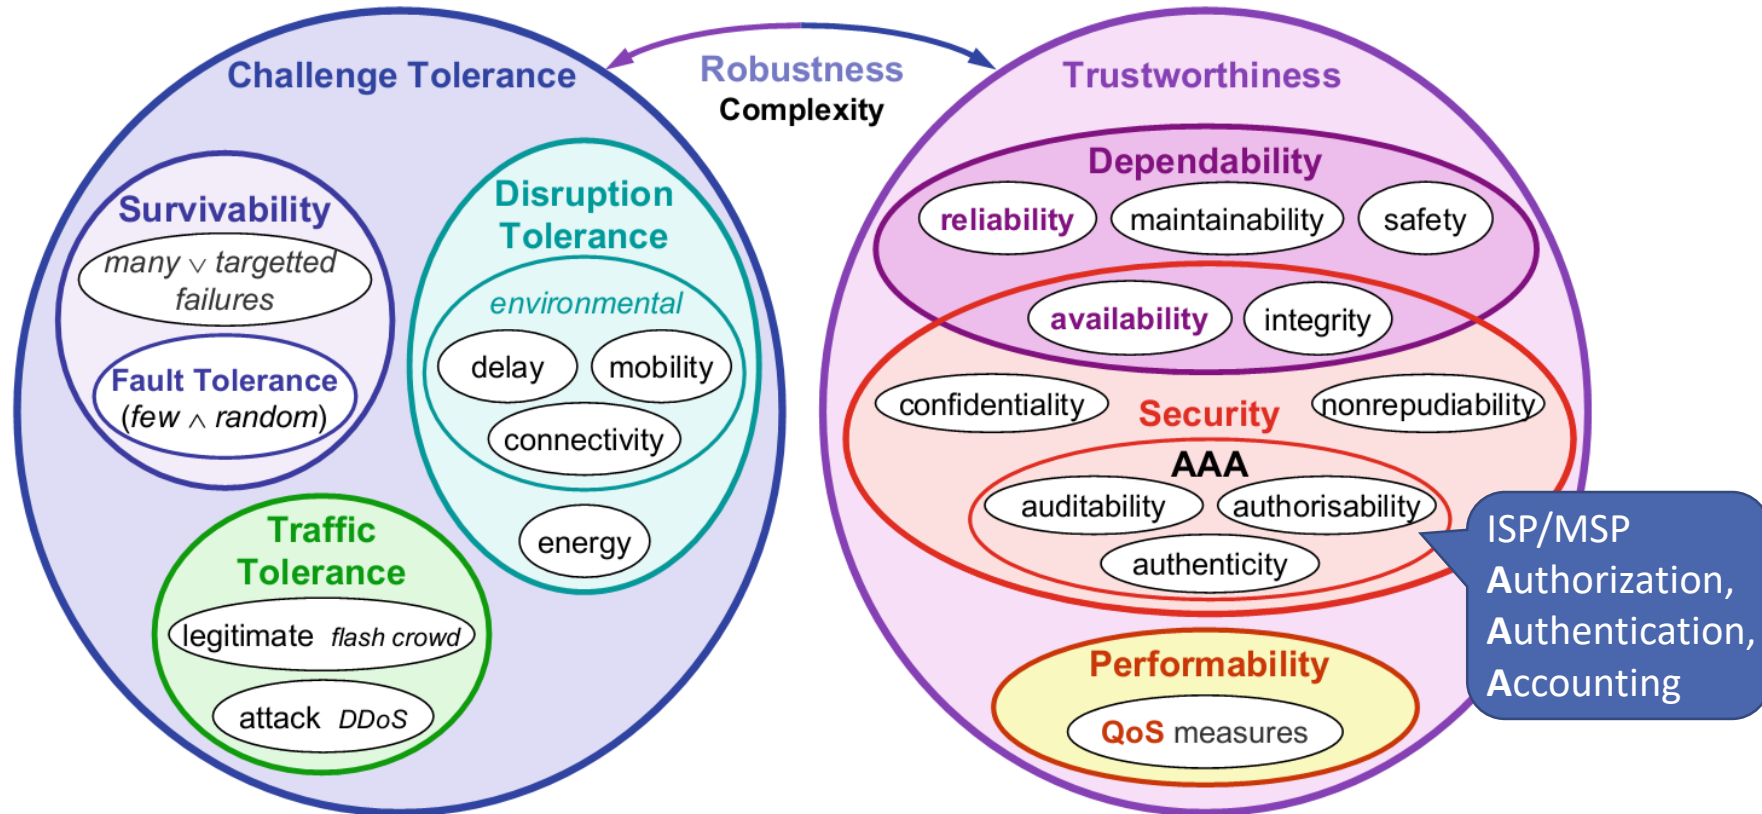 Challenge Tolerance
Robustness
Complexity
Trustworthiness
Survivability
many ∨ targetted
failures
Fault Tolerance
(few ∧ random)
Disruption
Tolerance
environmental
delay
mobility
connectivity
energy
Traffic
Tolerance
legitimate flash crowd
attack DDoS
Dependability
reliability
maintainability
safety
availability
integrity
confidentiality
Security
nonrepudiability
AAA
auditability
authorisability
authenticity
Performability
QoS measures
ISP/MSP
Authorization,
Authentication,
Accounting